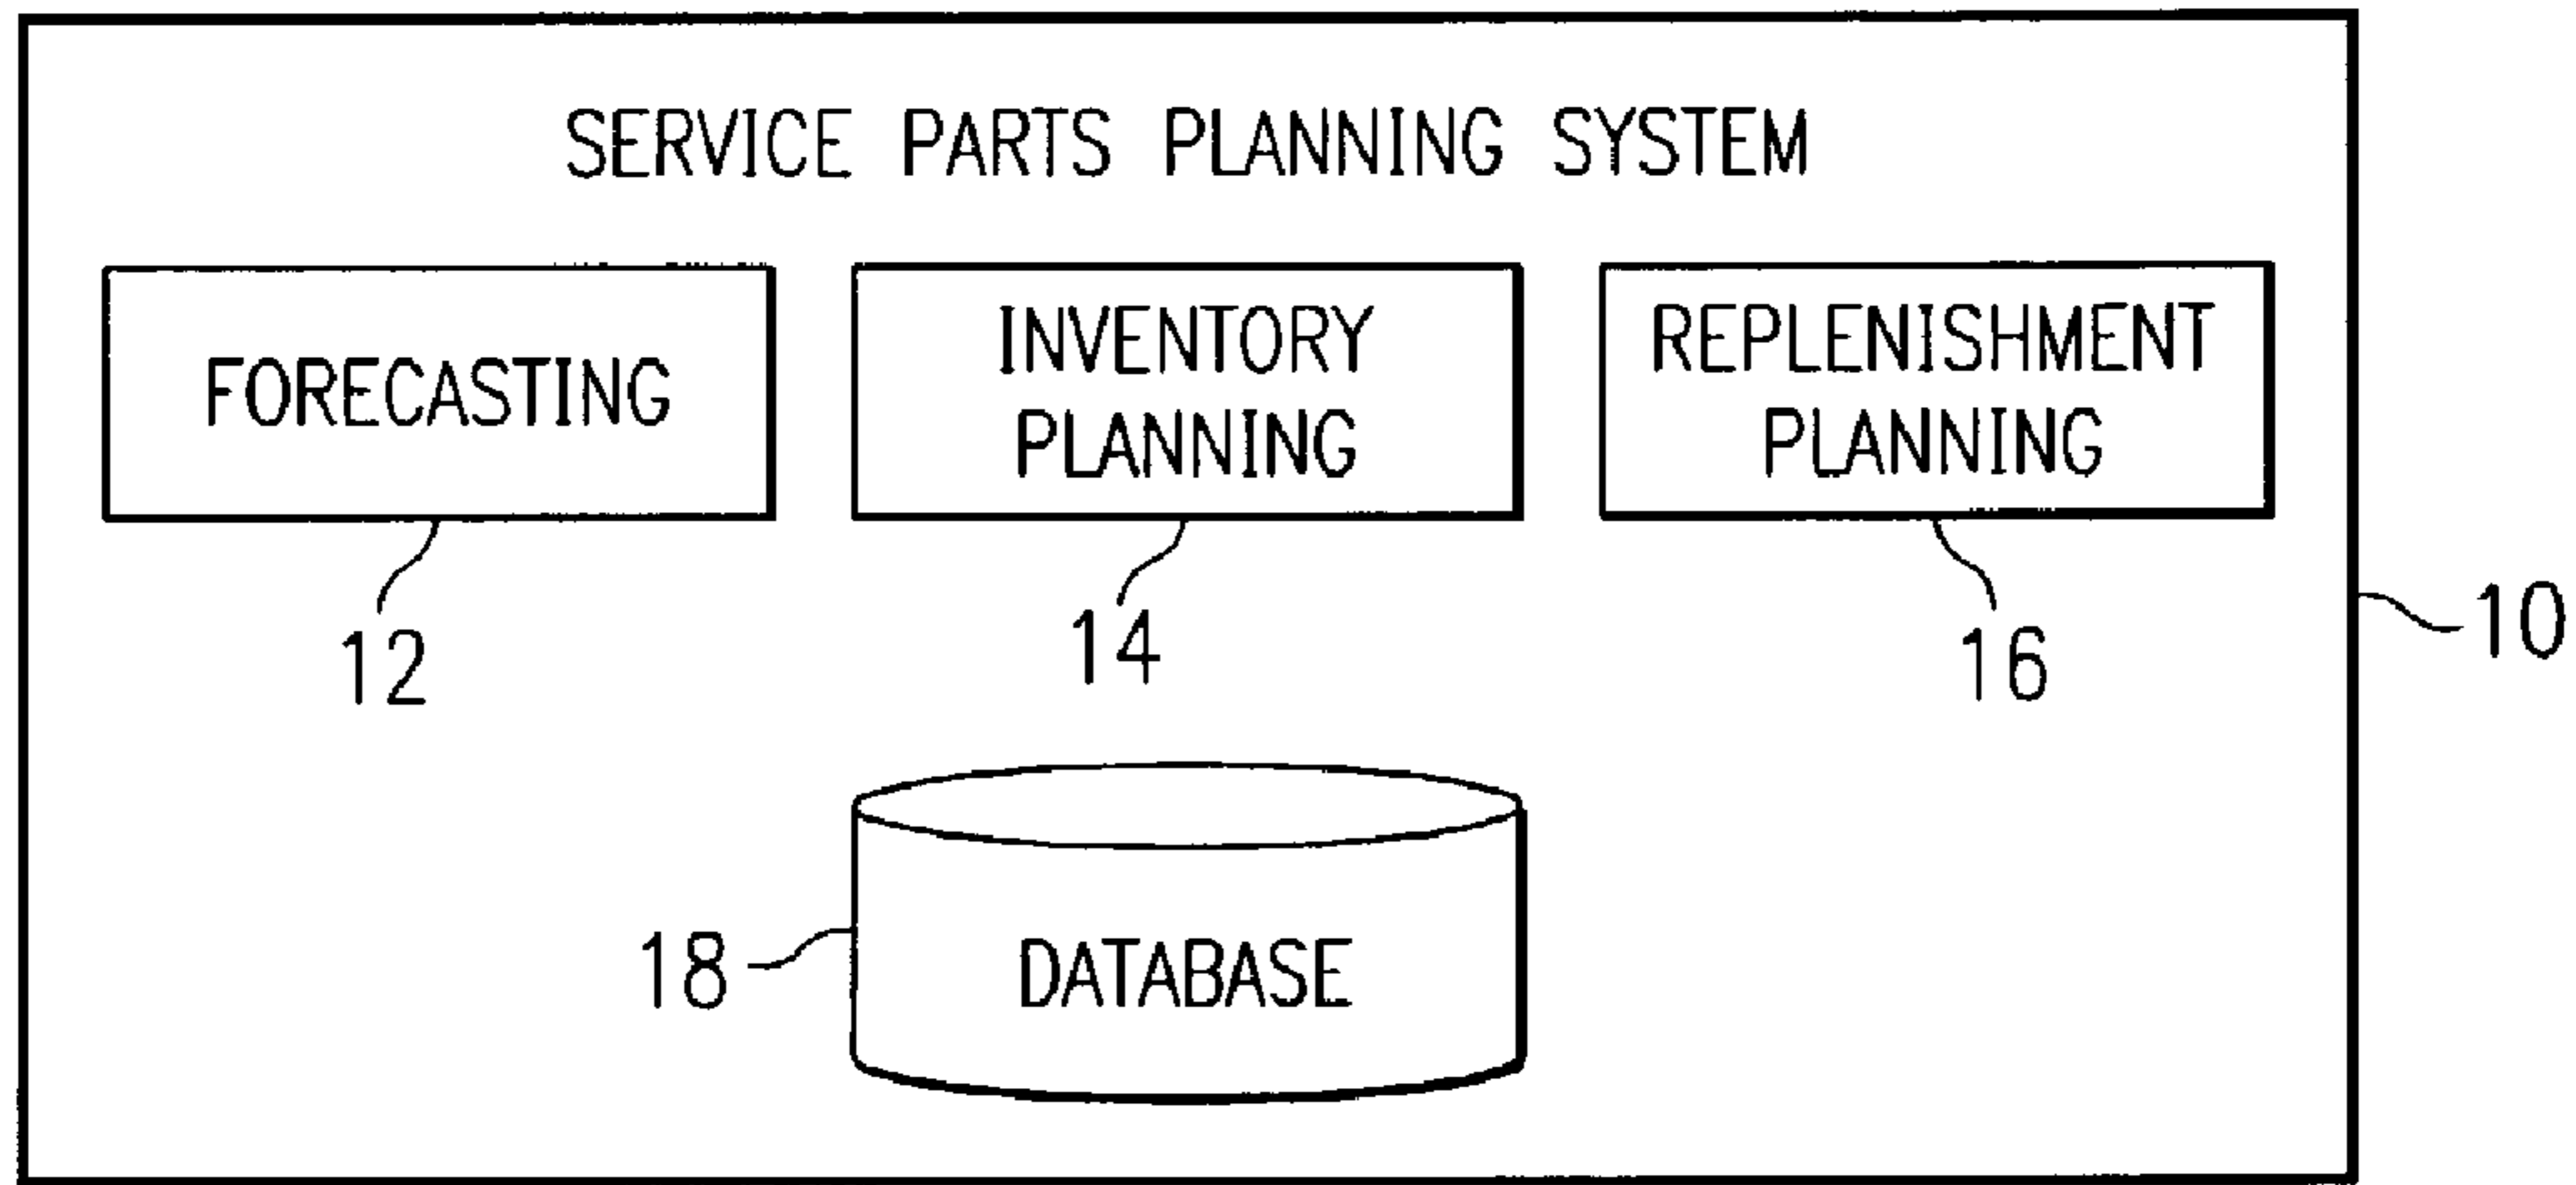 SERVICE PARTS PLANNING SYSTEM
FORECASTING
INVENTORY
PLANNING
REPLENISHMENT
PLANNING
12
14
16
10
18
DATABASE